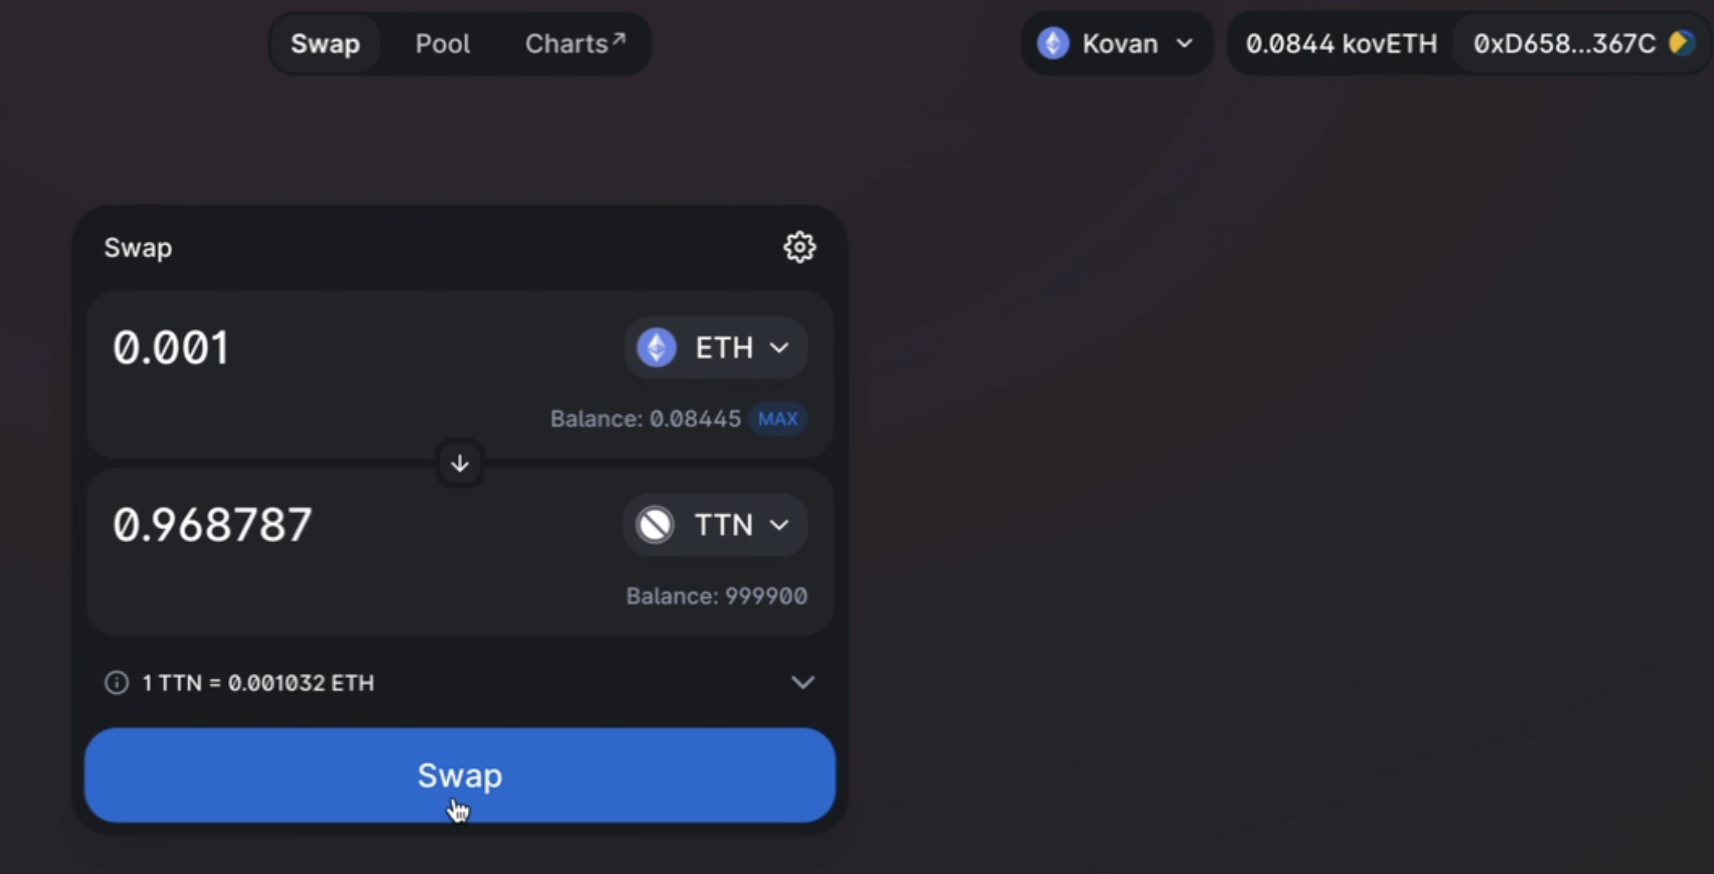 Swap Pool Charts↗ Kovan 0.0844 kovETH 0xD658...367C
Swap
0.001 ETH
Balance: 0.08445 MAX
0.968787 TTN
Balance: 999900
1 TTN = 0.001032 ETH
Swap